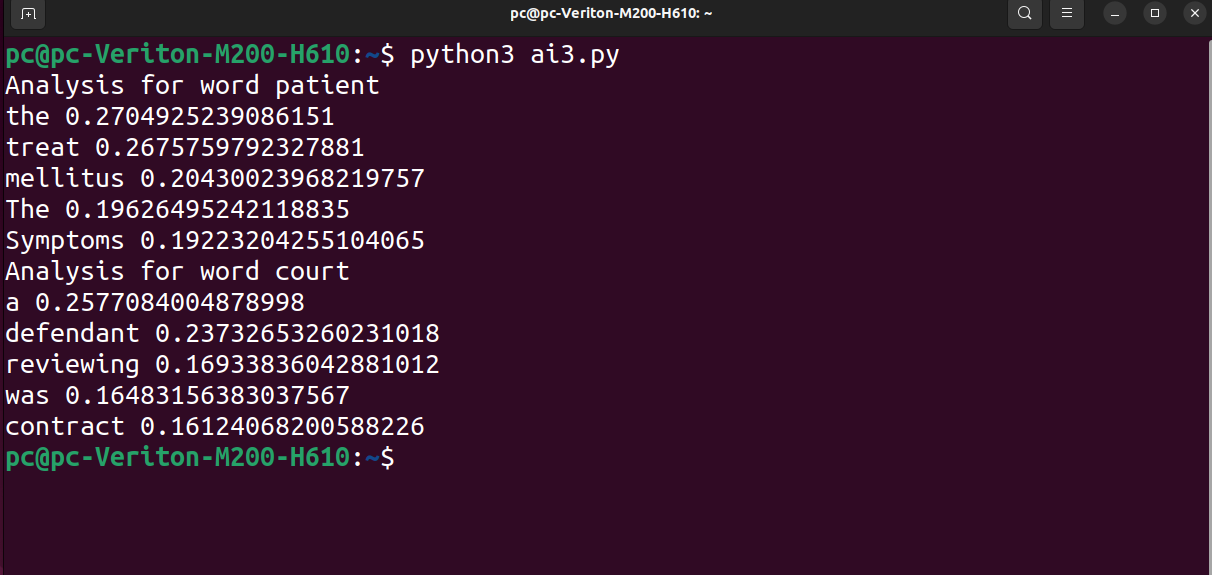 pc@pc-Veriton-M200-H610: ~
pc@pc-Veriton-M200-H610:~$ python3 ai3.py
Analysis for word patient
the 0.2704925239086151
treat 0.2675759792327881
mellitus 0.20430023968219757
The 0.19626495242118835
Symptoms 0.19223204255104065
Analysis for word court
a 0.2577084004878998
defendant 0.23732653260231018
reviewing 0.16933836042881012
was 0.16483156383037567
contract 0.16124068200588226
pc@pc-Veriton-M200-H610:~$